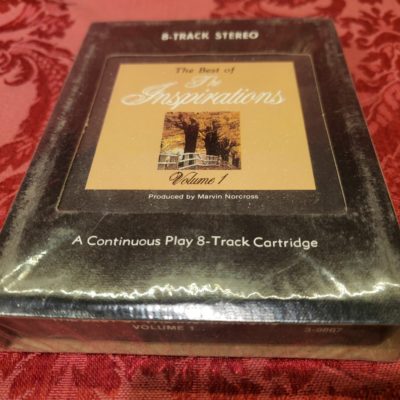 8-TRACK STEREO
The Best of
The
Inspirations
Volume 1
Produced by Marvin Norcross
A Continuous Play 8-Track Cartridge
VOLUME 1